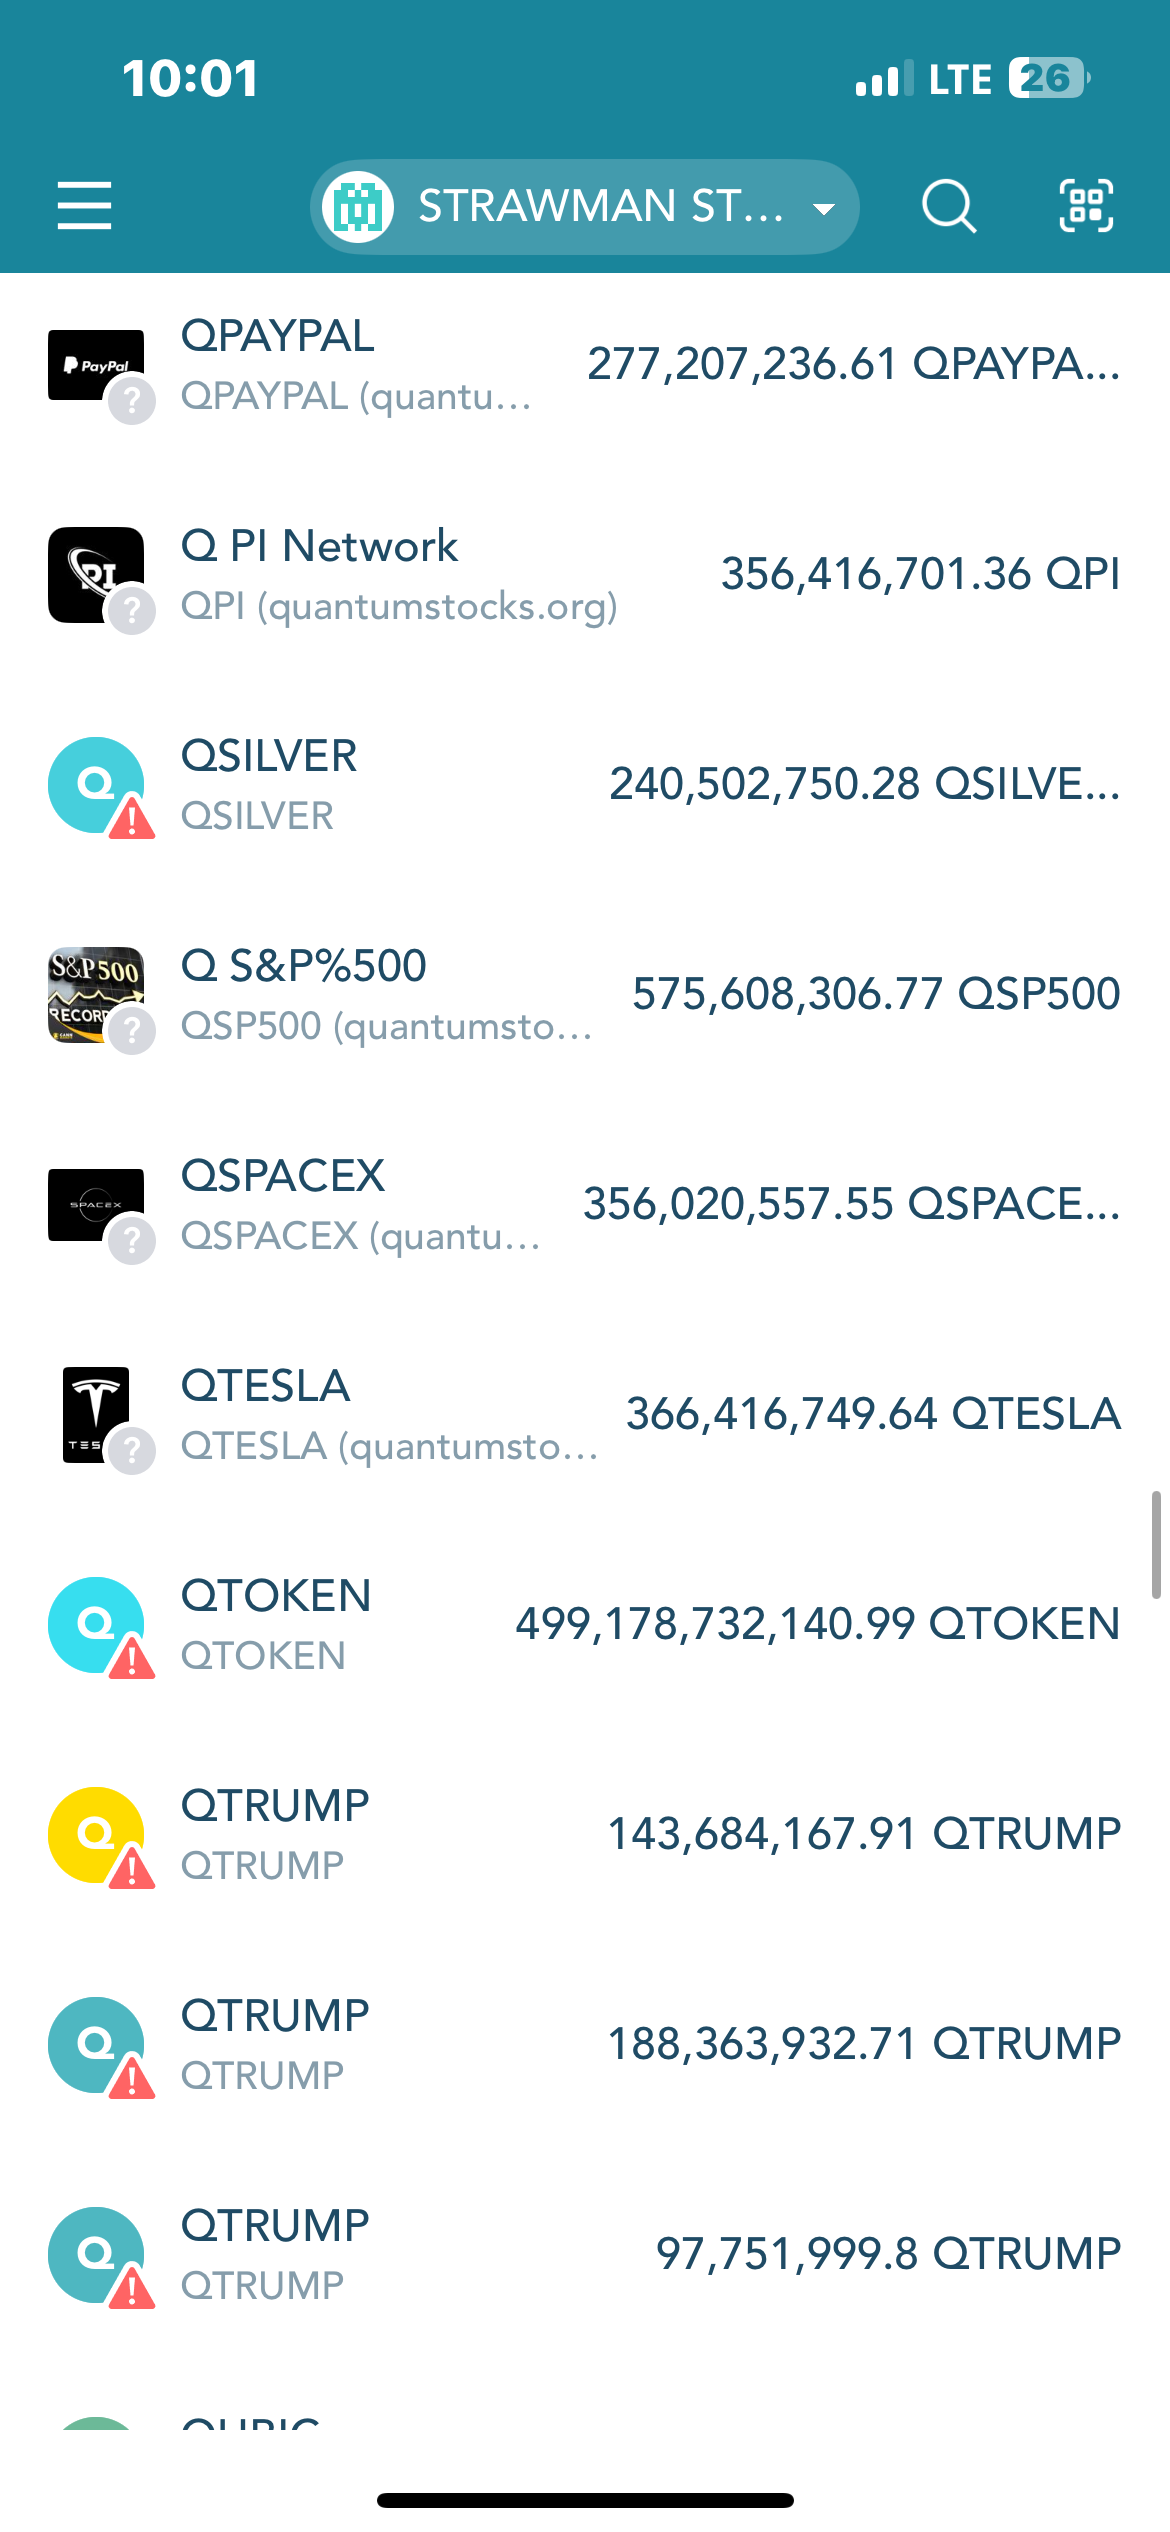 10:01
LTE
26
STRAWMAN ST...
PayPal
QPAYPAL
277,207,236.61 QPAYPA...
QPAYPAL (quantu...
PI
Q PI Network
356,416,701.36 QPI
QPI (quantumstocks.org)
Q
QSILVER
240,502,750.28 QSILVE...
QSILVER
S&P 500
RECORD
Q S&P%500
575,608,306.77 QSP500
QSP500 (quantumsto...
SPACEX
QSPACEX
356,020,557.55 QSPACE...
QSPACEX (quantu...
TES
QTESLA
366,416,749.64 QTESLA
QTESLA (quantumsto...
Q
QTOKEN
499,178,732,140.99 QTOKEN
QTOKEN
Q
QTRUMP
143,684,167.91 QTRUMP
QTRUMP
Q
QTRUMP
188,363,932.71 QTRUMP
QTRUMP
Q
QTRUMP
97,751,999.8 QTRUMP
QTRUMP